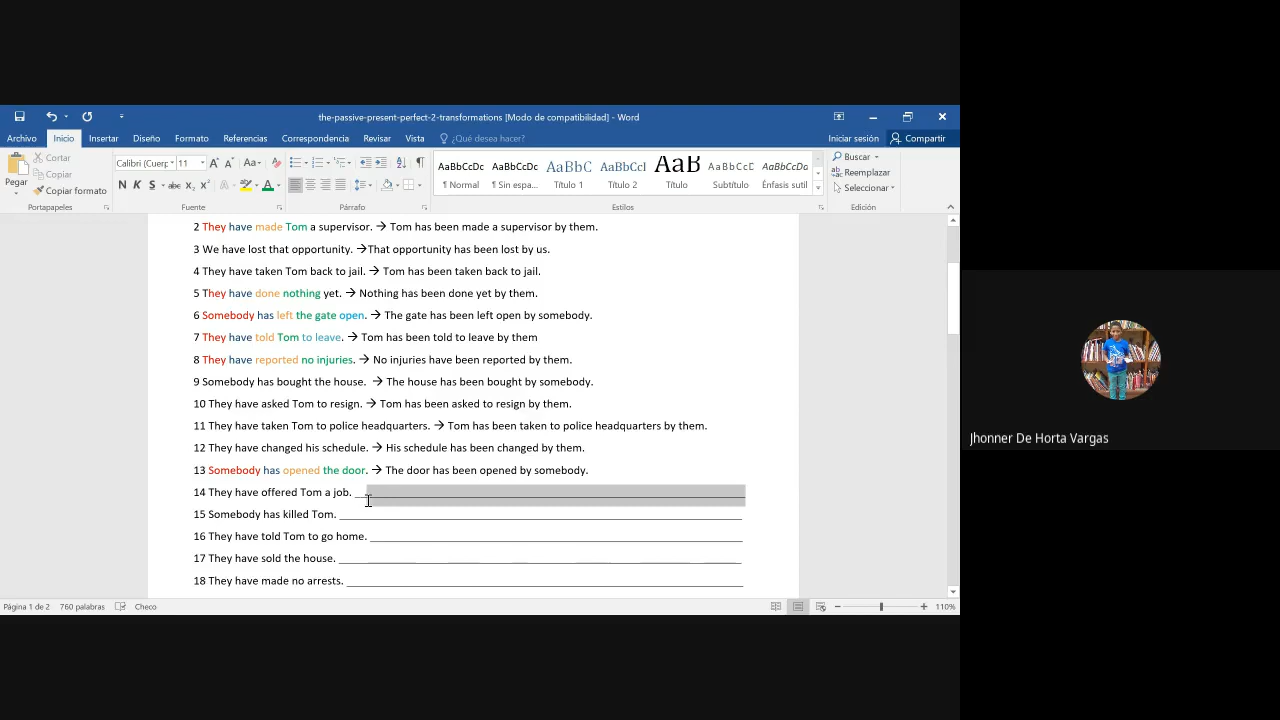 the-passive-present-perfect-2-transformations [Modo de compatibilidad] - Word
Archivo Inicio Insertar Diseño Formato Referencias Correspondencia Revisar Vista ¿Qué desea hacer? Iniciar sesión Compartir
Pegar
Cortar
Copiar
Copiar formato
Portapapeles
Calibri (Cuerp 11
N K S abc x₂ x²
Fuente
Párrafo
AaBbCcDc AaBbCcDc AaBbC AaBbCcI AaB AaBbCcD AaBbCcDc
¶ Normal ¶ Sin espa... Título 1 Título 2 Título Subtítulo Énfasis sutil
Estilos
Buscar
Reemplazar
Seleccionar
Edición
2 They have made Tom a supervisor. → Tom has been made a supervisor by them.
3 We have lost that opportunity. →That opportunity has been lost by us.
4 They have taken Tom back to jail. → Tom has been taken back to jail.
5 They have done nothing yet. → Nothing has been done yet by them.
6 Somebody has left the gate open. → The gate has been left open by somebody.
7 They have told Tom to leave. → Tom has been told to leave by them
8 They have reported no injuries. → No injuries have been reported by them.
9 Somebody has bought the house. → The house has been bought by somebody.
10 They have asked Tom to resign. → Tom has been asked to resign by them.
11 They have taken Tom to police headquarters. → Tom has been taken to police headquarters by them.
12 They have changed his schedule. → His schedule has been changed by them.
13 Somebody has opened the door. → The door has been opened by somebody.
14 They have offered Tom a job.
15 Somebody has killed Tom.
16 They have told Tom to go home.
17 They have sold the house.
18 They have made no arrests.
Página 1 de 2 760 palabras Checo 110%
Jhonner De Horta Vargas